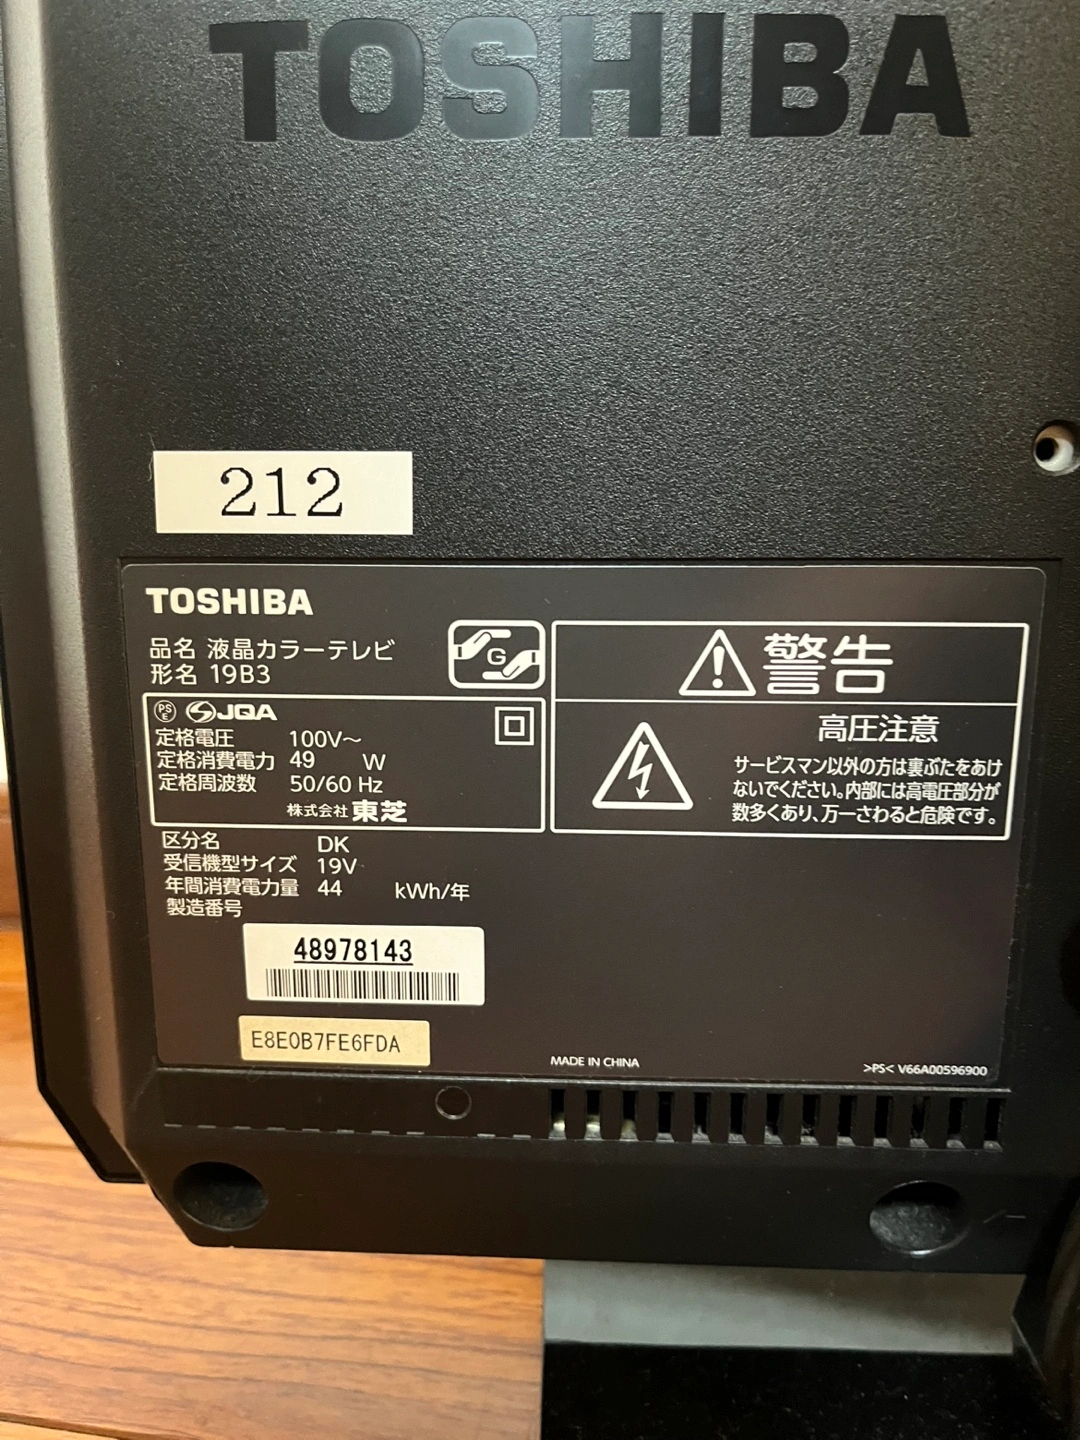 TOSHIBA
212
TOSHIBA
品名 液晶カラーテレビ
形名 19B3
G
PS
E
JQA
定格電圧 100V～
定格消費電力 49 W
定格周波数 50/60 Hz
株式会社 東芝
警告
高圧注意
サービスマン以外の方は裏ぶたをあけ
ないでください。内部には高電圧部分が
数多くあり、万一さわると危険です。
区分名 DK
受信機型サイズ 19V
年間消費電力量 44 kWh/年
製造番号
48978143
E8E0B7FE6FDA
MADE IN CHINA
>PS< V66A00596900